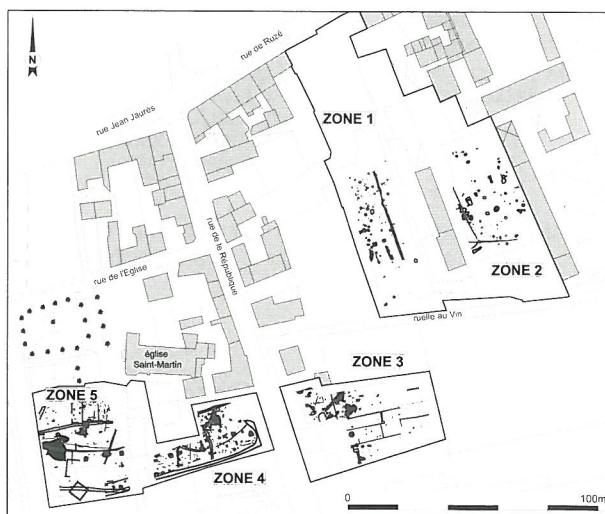 N
rue de Ruzé
rue Jean Jaurés
ZONE 1
rue de la République
rue de l'Eglise
ZONE 2
ruelle au Vin
église
Saint-Martin
ZONE 3
ZONE 5
ZONE 4
0
100m